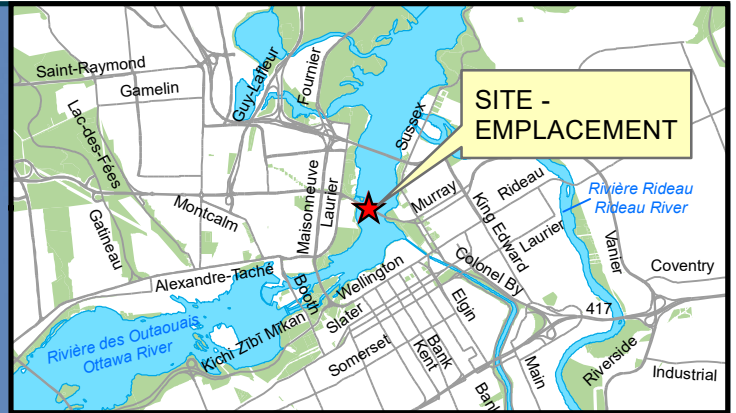 Saint-Raymond
Gamelin
Guy-Lafleur
Fournier
Lac-des-Fées
Sussex
SITE -
EMPLACEMENT
Montcalm
Gatineau
Maisonneuve
Laurier
Murray
King Edward
Rideau
Laurier
Rivière Rideau
Rideau River
Vanier
Alexandre-Taché
Booth
Wellington
Colonel By
Coventry
Rivière des Outaouais
Ottawa River
Kichi Zībī Mīkan
Slater
Elgin
417
Somerset
Bank
Kent
Main
Riverside
Industrial
Bank